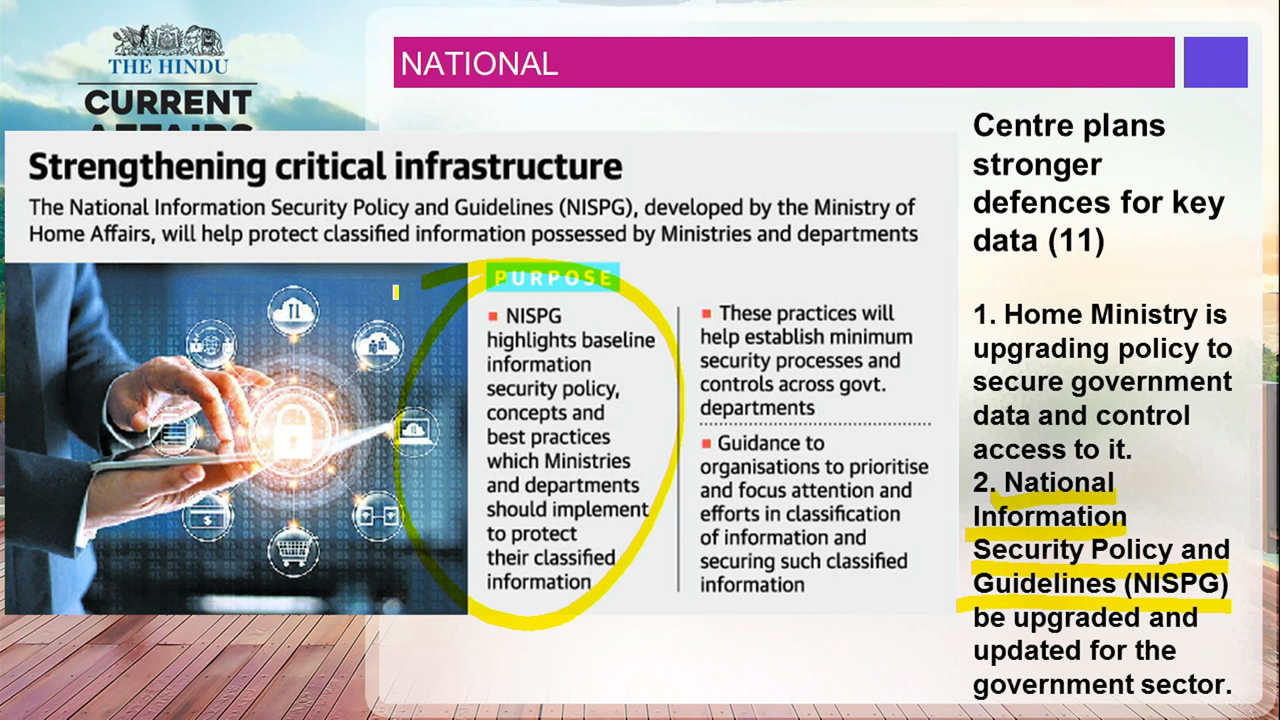 THE HINDU
CURRENT
AFFAIRS
NATIONAL
Strengthening critical infrastructure
The National Information Security Policy and Guidelines (NISPG), developed by the Ministry of
Home Affairs, will help protect classified information possessed by Ministries and departments
PURPOSE
NISPG
highlights baseline
information
security policy,
concepts and
best practices
which Ministries
and departments
should implement
to protect
their classified
information
These practices will
help establish minimum
security processes and
controls across govt.
departments
Guidance to
organisations to prioritise
and focus attention and
efforts in classification
of information and
securing such classified
information
Centre plans
stronger
defences for key
data (11)
1. Home Ministry is
upgrading policy to
secure government
data and control
access to it.
2. National
Information
Security Policy and
Guidelines (NISPG)
be upgraded and
updated for the
government sector.